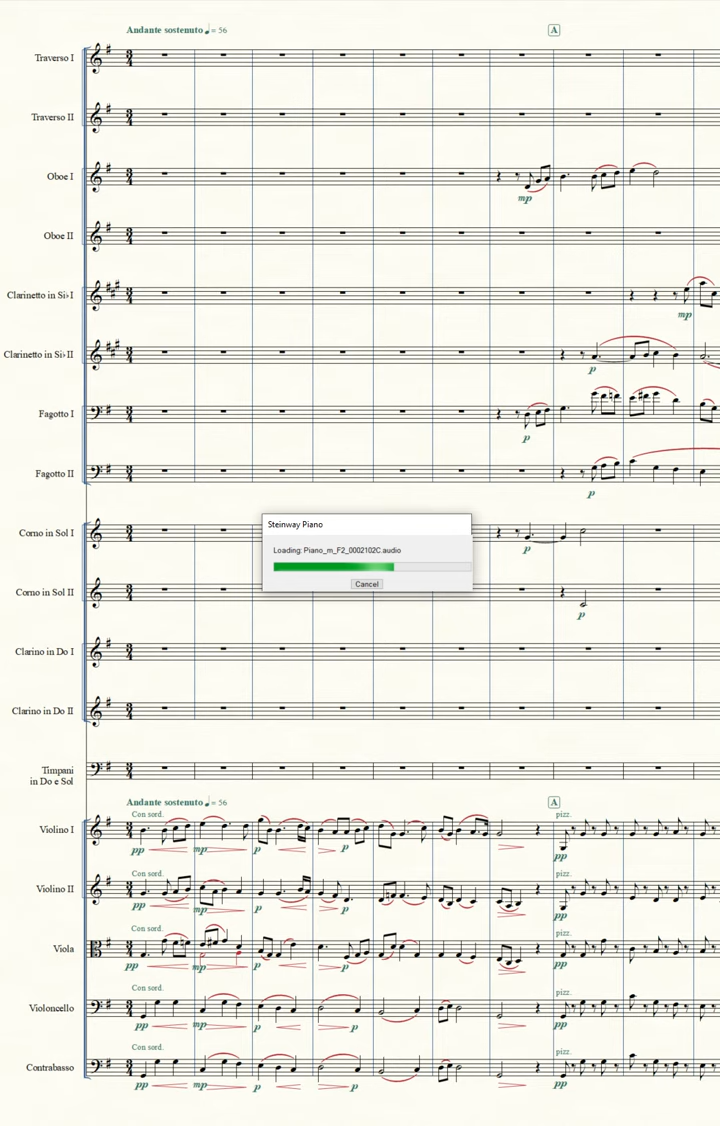 Andante sostenuto ♩ = 56
A
Traverso I
Traverso II
Oboe I
mp
Oboe II
Clarinetto in Si♭ I
mp
Clarinetto in Si♭ II
p
Fagotto I
p
Fagotto II
p
Steinway Piano
Loading: Piano_m_F2_0002102C.audio
Cancel
Corno in Sol I
p
Corno in Sol II
p
Clarino in Do I
Clarino in Do II
Timpani
in Do e Sol
Andante sostenuto ♩ = 56
A
Con sord. pizz.
Violino I
pp mp p p pp
Con sord. pizz.
Violino II
pp mp p p pp
Con sord. pizz.
Viola
pp mp p p pp
Con sord. pizz.
Violoncello
pp mp p p pp
Con sord. pizz.
Contrabasso
pp mp p p pp